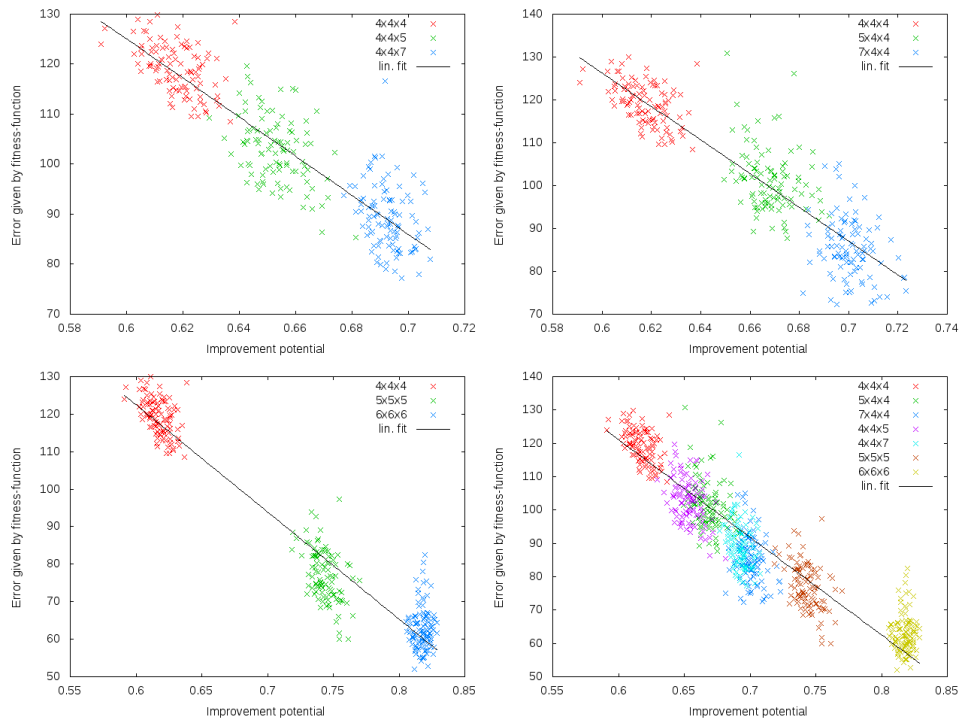 130
120
110
100
90
80
70
0.58
0.6
0.62
0.64
0.66
0.68
0.7
0.72
Error given by fitness-function
Improvement potential
4x4x4
4x4x5
4x4x7
lin. fit
140
130
120
110
100
90
80
70
0.58
0.6
0.62
0.64
0.66
0.68
0.7
0.72
0.74
Error given by fitness-function
Improvement potential
4x4x4
5x4x4
7x4x4
lin. fit
130
120
110
100
90
80
70
60
50
0.55
0.6
0.65
0.7
0.75
0.8
0.85
Error given by fitness-function
Improvement potential
4x4x4
5x5x5
6x6x6
lin. fit
140
130
120
110
100
90
80
70
60
50
0.55
0.6
0.65
0.7
0.75
0.8
0.85
Error given by fitness-function
Improvement potential
4x4x4
5x4x4
7x4x4
4x4x5
4x4x7
5x5x5
6x6x6
lin. fit